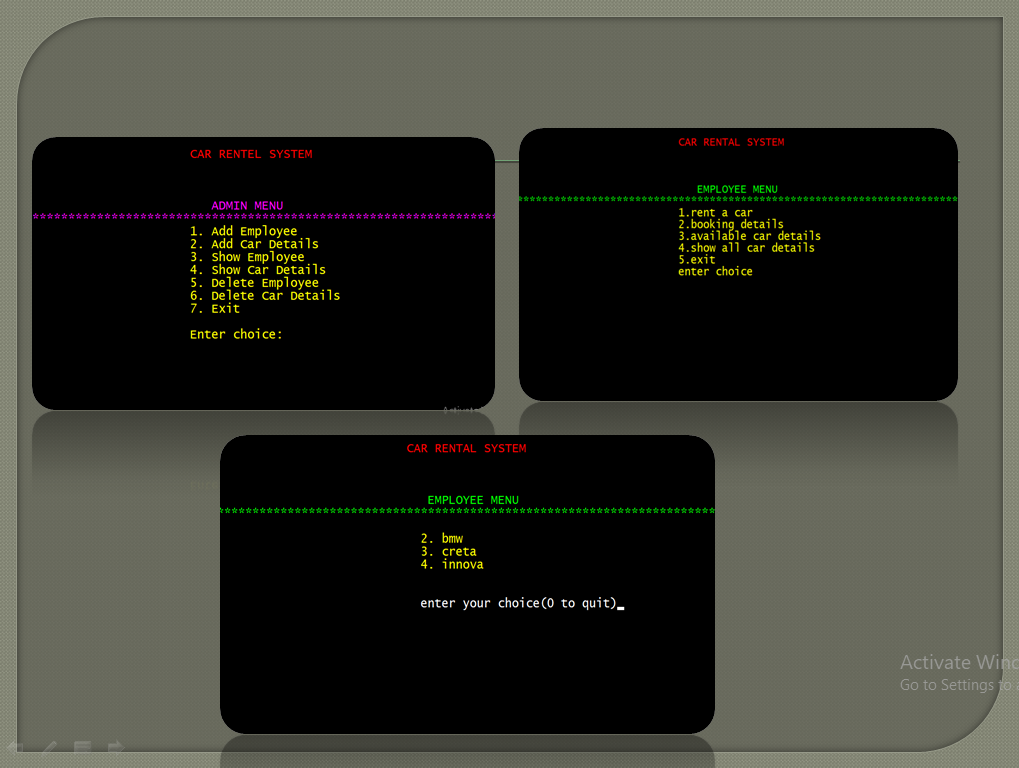 CAR RENTEL SYSTEM
ADMIN MENU
1. Add Employee
2. Add Car Details
3. Show Employee
4. Show Car Details
5. Delete Employee
6. Delete Car Details
7. Exit
Enter choice:
CAR RENTAL SYSTEM
EMPLOYEE MENU
1.rent a car
2.booking details
3.available car details
4.show all car details
5.exit
enter choice
CAR RENTAL SYSTEM
EMPLOYEE MENU
2. bmw
3. creta
4. innova
enter your choice(0 to quit)_
Activate Wind
Go to Settings to a